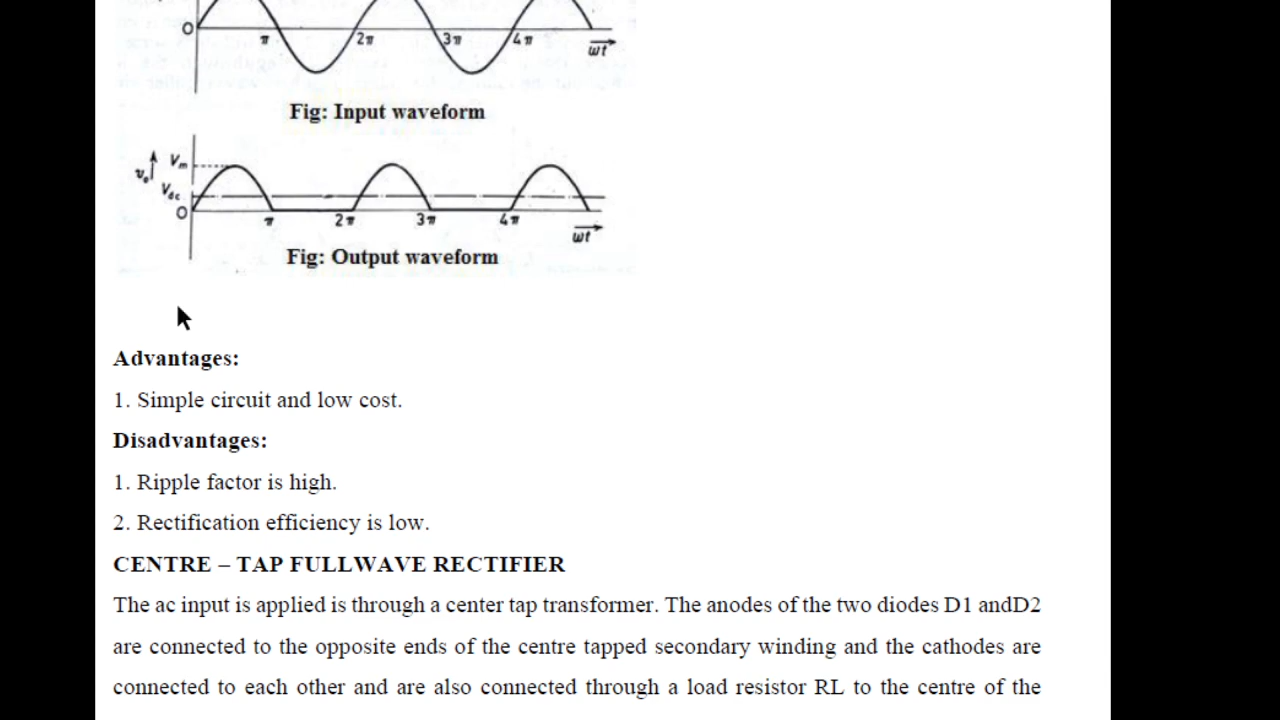 O π 2π 3π 4π ωt
Fig: Input waveform
v₀ Vm
Vdc
O π 2π 3π 4π
ωt
Fig: Output waveform
Advantages:
1. Simple circuit and low cost.
Disadvantages:
1. Ripple factor is high.
2. Rectification efficiency is low.
CENTRE – TAP FULLWAVE RECTIFIER
The ac input is applied is through a center tap transformer. The anodes of the two diodes D1 andD2
are connected to the opposite ends of the centre tapped secondary winding and the cathodes are
connected to each other and are also connected through a load resistor RL to the centre of the